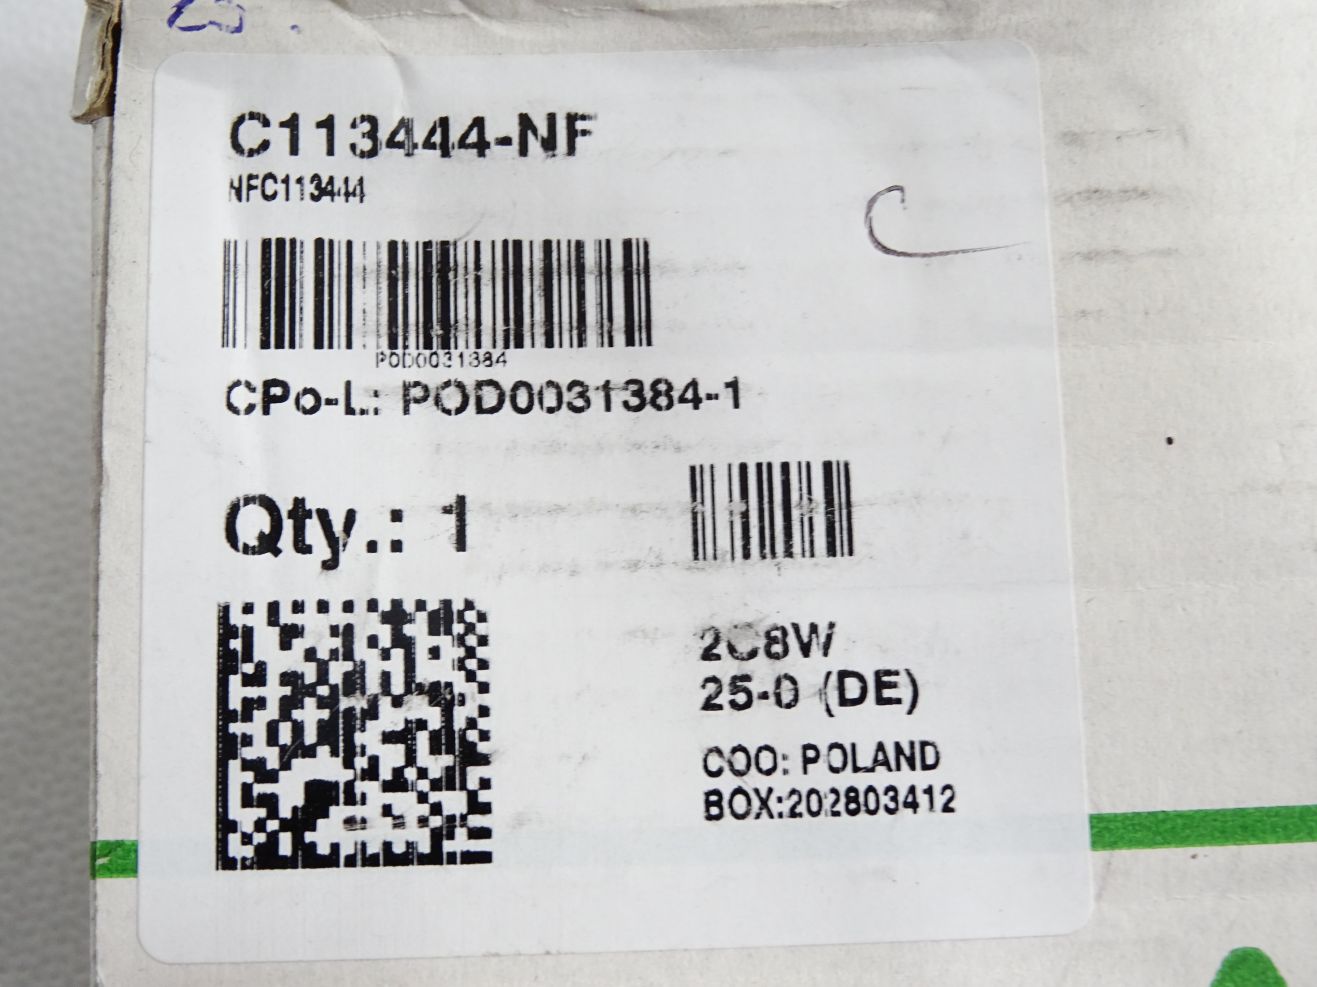 C113444-NF
NFC113444
POD0031384
CPo-L.: POD0031384-1
Qty.: 1
2C8W
25-0 (DE)
COO: POLAND
BOX:202803412
C